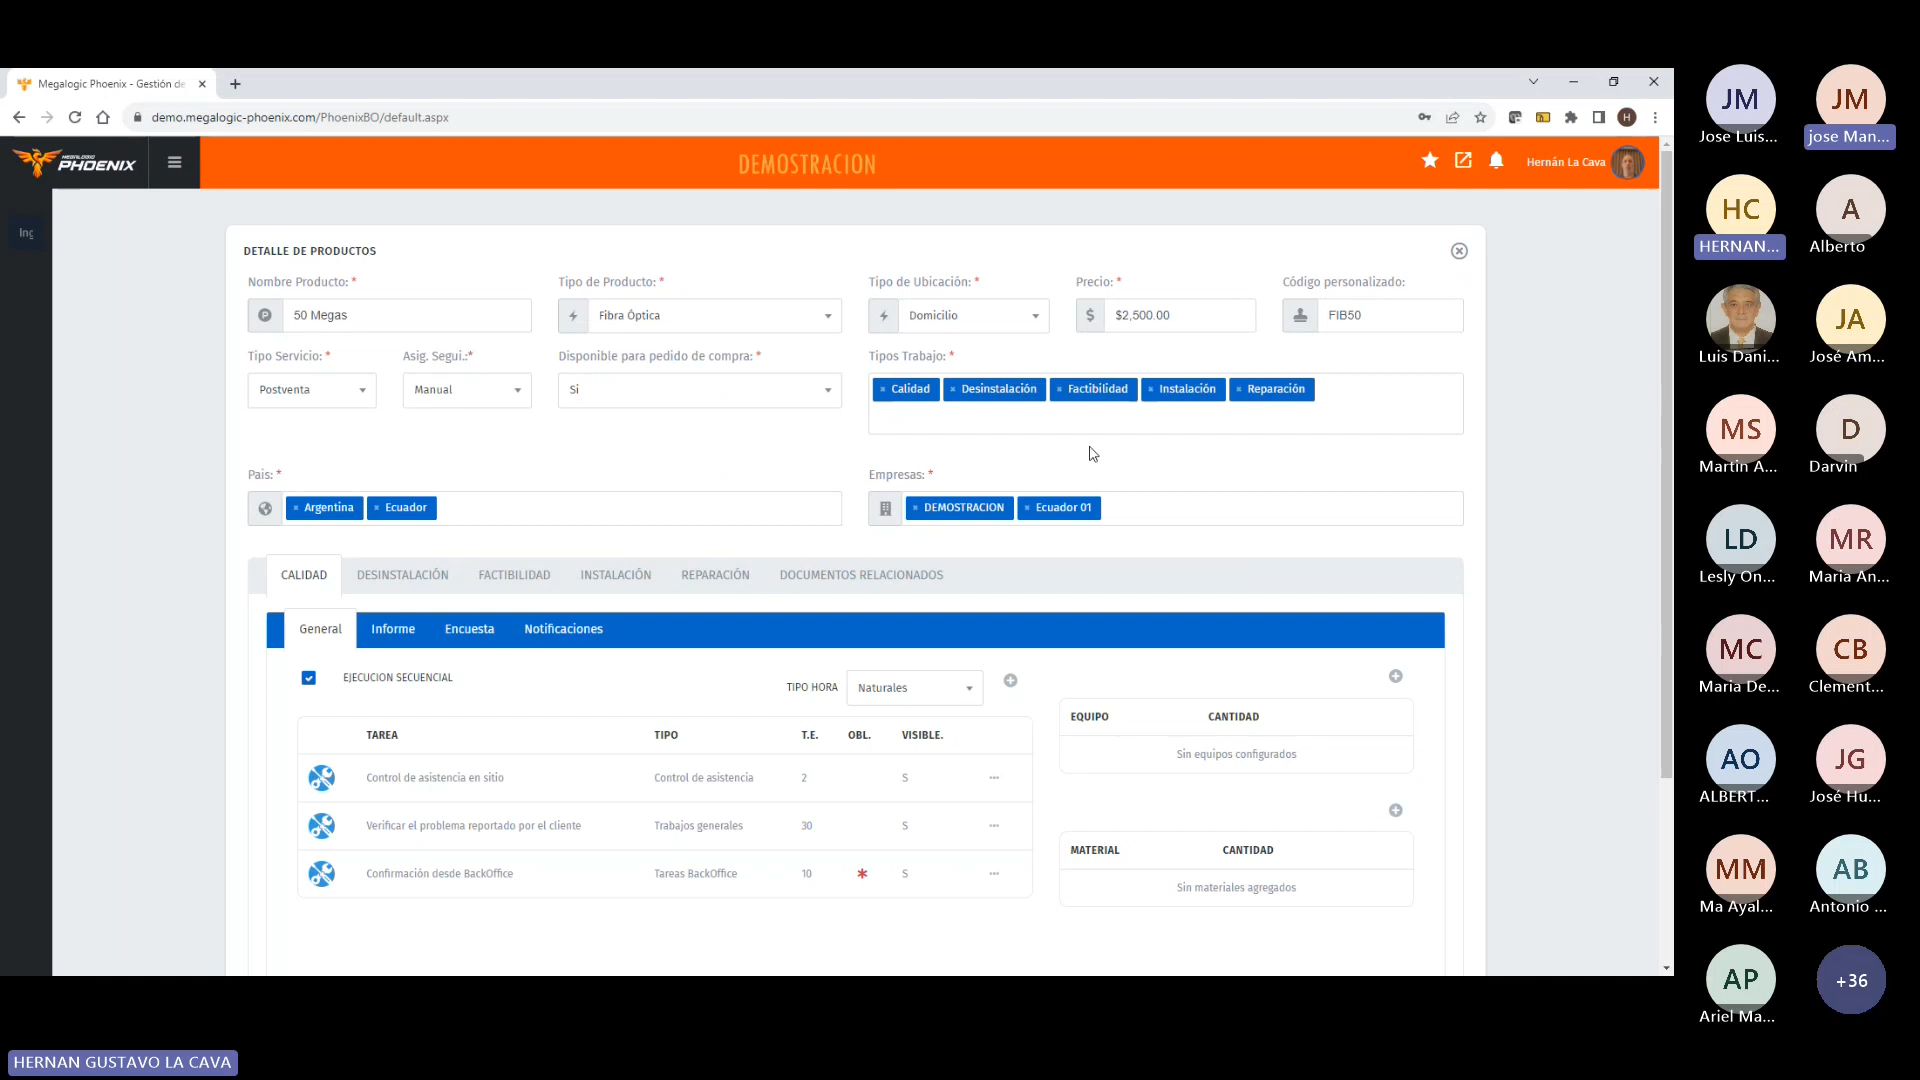 Megalogic Phoenix - Gestión de
demo.megalogic-phoenix.com/PhoenixBO/default.aspx
H
MEGALOGIC
PHOENIX
DEMOSTRACION
Hernán La Cava
Ing
DETALLE DE PRODUCTOS
Nombre Producto: *
Tipo de Producto: *
Tipo de Ubicación: *
Precio: *
Código personalizado:
50 Megas
Fibra Óptica
Domicilio
$
$2,500.00
FIB50
Tipo Servicio: *
Asig. Segui.:*
Disponible para pedido de compra: *
Tipos Trabajo: *
Postventa
Manual
Si
× Calidad
× Desinstalación
× Factibilidad
× Instalación
× Reparación
Pais: *
Empresas: *
× Argentina
× Ecuador
× DEMOSTRACION
× Ecuador 01
CALIDAD
DESINSTALACIÓN
FACTIBILIDAD
INSTALACIÓN
REPARACIÓN
DOCUMENTOS RELACIONADOS
General
Informe
Encuesta
Notificaciones
EJECUCION SECUENCIAL
TIPO HORA
Naturales
TAREA
TIPO
T.E.
OBL.
VISIBLE.
Control de asistencia en sitio
Control de asistencia
2
S
Verificar el problema reportado por el cliente
Trabajos generales
30
S
Confirmación desde BackOffice
Tareas BackOffice
10
*
S
EQUIPO
CANTIDAD
Sin equipos configurados
MATERIAL
CANTIDAD
Sin materiales agregados
JM
Jose Luis...
JM
jose Man...
HC
HERNAN...
A
Alberto
Luis Dani...
JA
José Am...
MS
Martin A...
D
Darvin
LD
Lesly On...
MR
Maria An...
MC
Maria De...
CB
Clement...
AO
ALBERT...
JG
José Hu...
MM
Ma Ayal...
AB
Antonio ...
AP
Ariel Ma...
+36
HERNAN GUSTAVO LA CAVA